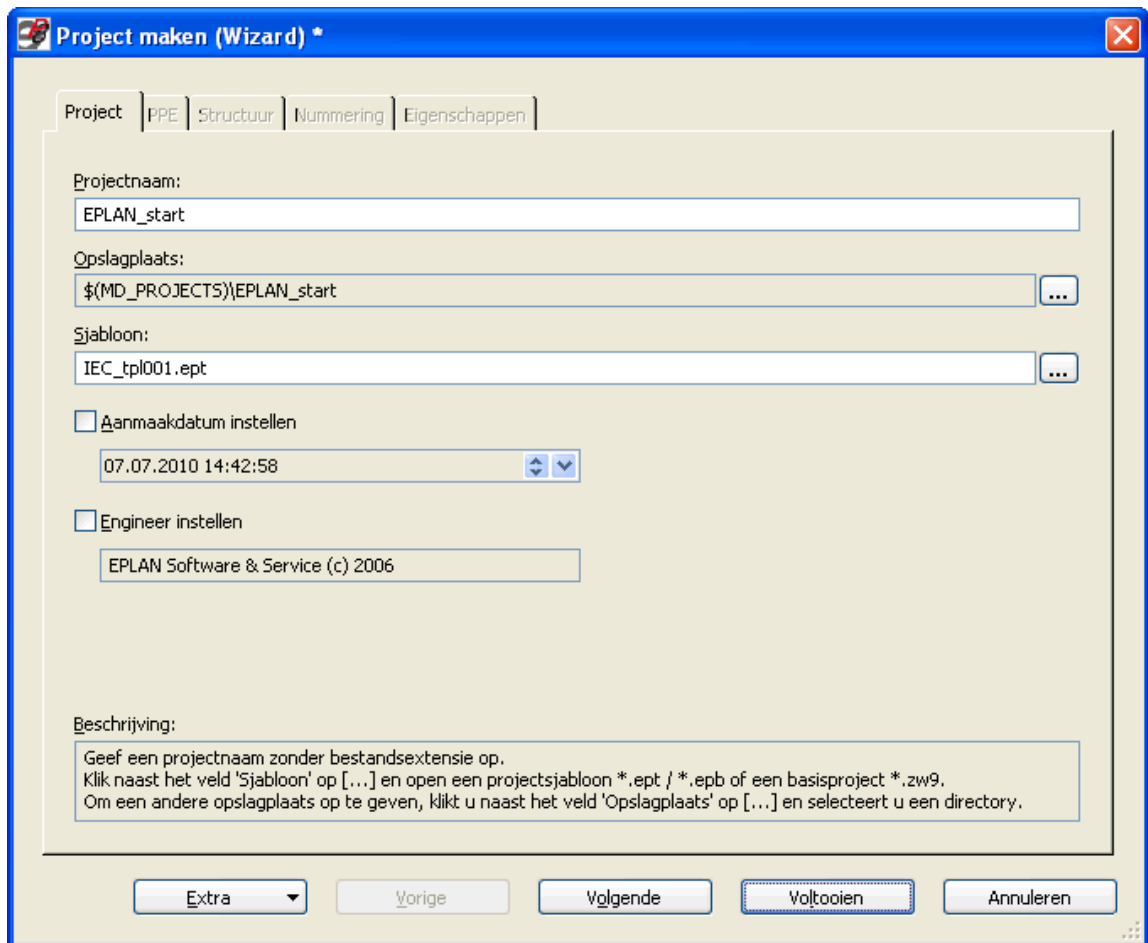 Project maken (Wizard) *
Project PPE Structuur Nummering Eigenschappen
Projectnaam:
EPLAN_start
Opslagplaats:
$(MD_PROJECTS)\EPLAN_start
...
Sjabloon:
IEC_tpl001.ept
...
Aanmaakdatum instellen
07.07.2010 14:42:58
Engineer instellen
EPLAN Software & Service (c) 2006
Beschrijving:
Geef een projectnaam zonder bestandsextensie op.
Klik naast het veld 'Sjabloon' op [...] en open een projectsjabloon *.ept / *.epb of een basisproject *.zw9.
Om een andere opslagplaats op te geven, klikt u naast het veld 'Opslagplaats' op [...] en selecteert u een directory.
Extra Vorige Volgende Voltooien Annuleren